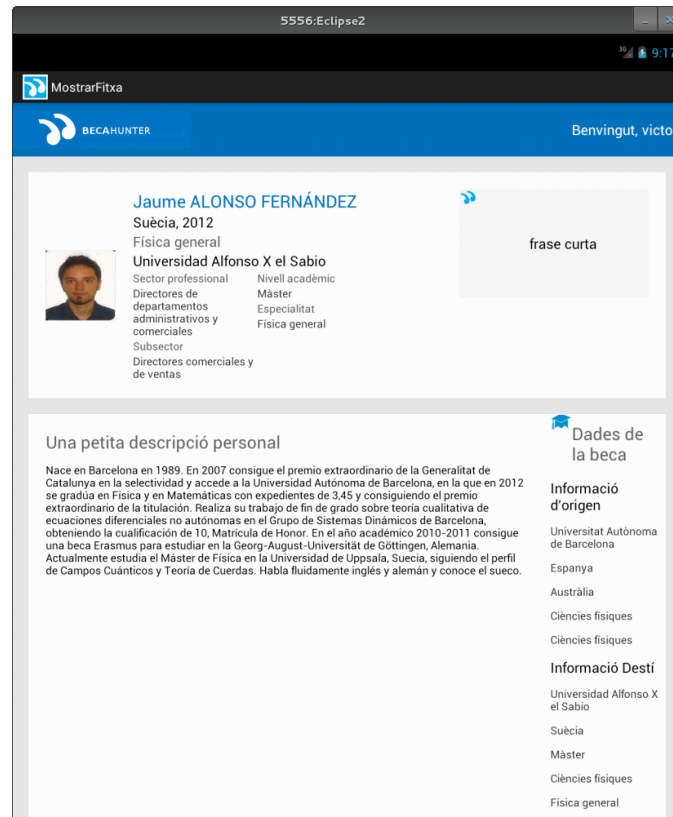 5556:Eclipse2
3G 9:17
MostrarFitxa
BECAHUNTER
Benvingut, victo
Jaume ALONSO FERNÁNDEZ
Suècia, 2012
Física general
Universidad Alfonso X el Sabio
Sector professional
Directores de
departamentos
administrativos y
comerciales
Subsector
Directores comerciales y
de ventas
Nivell acadèmic
Màster
Especialitat
Física general
frase curta
Una petita descripció personal
Nace en Barcelona en 1989. En 2007 consigue el premio extraordinario de la Generalitat de
Catalunya en la selectividad y accede a la Universidad Autónoma de Barcelona, en la que en 2012
se gradúa en Física y en Matemáticas con expedientes de 3,45 y consiguiendo el premio
extraordinario de la titulación. Realiza su trabajo de fin de grado sobre teoría cualitativa de
ecuaciones diferenciales no autónomas en el Grupo de Sistemas Dinámicos de Barcelona,
obteniendo la cualificación de 10, Matrícula de Honor. En el año académico 2010-2011 consigue
una beca Erasmus para estudiar en la Georg-August-Universität de Göttingen, Alemania.
Actualmente estudia el Máster de Física en la Universidad de Uppsala, Suecia, siguiendo el perfil
de Campos Cuánticos y Teoría de Cuerdas. Habla fluidamente inglés y alemán y conoce el sueco.
Dades de
la beca
Informació
d'origen
Universitat Autònoma
de Barcelona
Espanya
Austràlia
Ciències físiques
Ciències físiques
Informació Destí
Universidad Alfonso X
el Sabio
Suècia
Màster
Ciències físiques
Física general